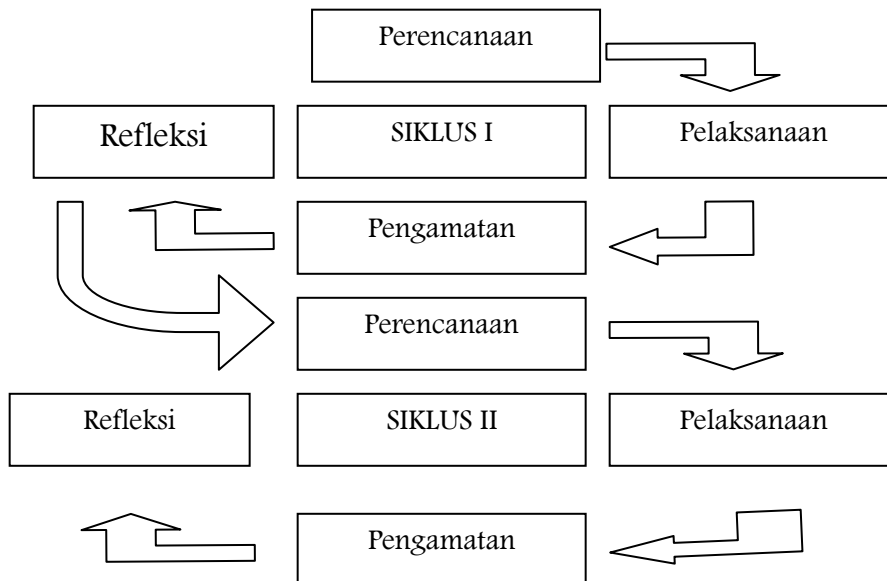 Perencanaan
Refleksi
SIKLUS I
Pelaksanaan
Pengamatan
Perencanaan
Refleksi
SIKLUS II
Pelaksanaan
Pengamatan